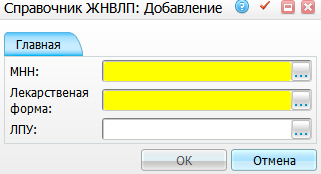 Справочник ЖНВЛП: Добавление
Главная
МНН:
...
Лекарственая
форма:
...
ЛПУ:
...
ОК
Отмена